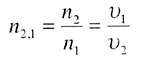 n₂,₁ = n₂/n₁ = υ₁/υ₂